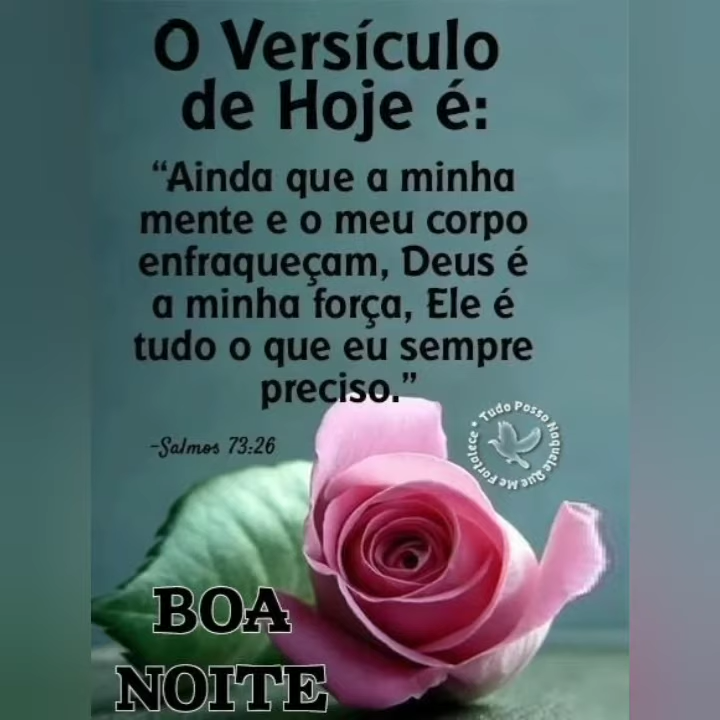 O Versículo
de Hoje é:
“Ainda que a minha
mente e o meu corpo
enfraqueçam, Deus é
a minha força, Ele é
tudo o que eu sempre
preciso.”
-Salmos 73:26
Tudo Posso Naquele Que Me Fortalece
BOA
NOITE